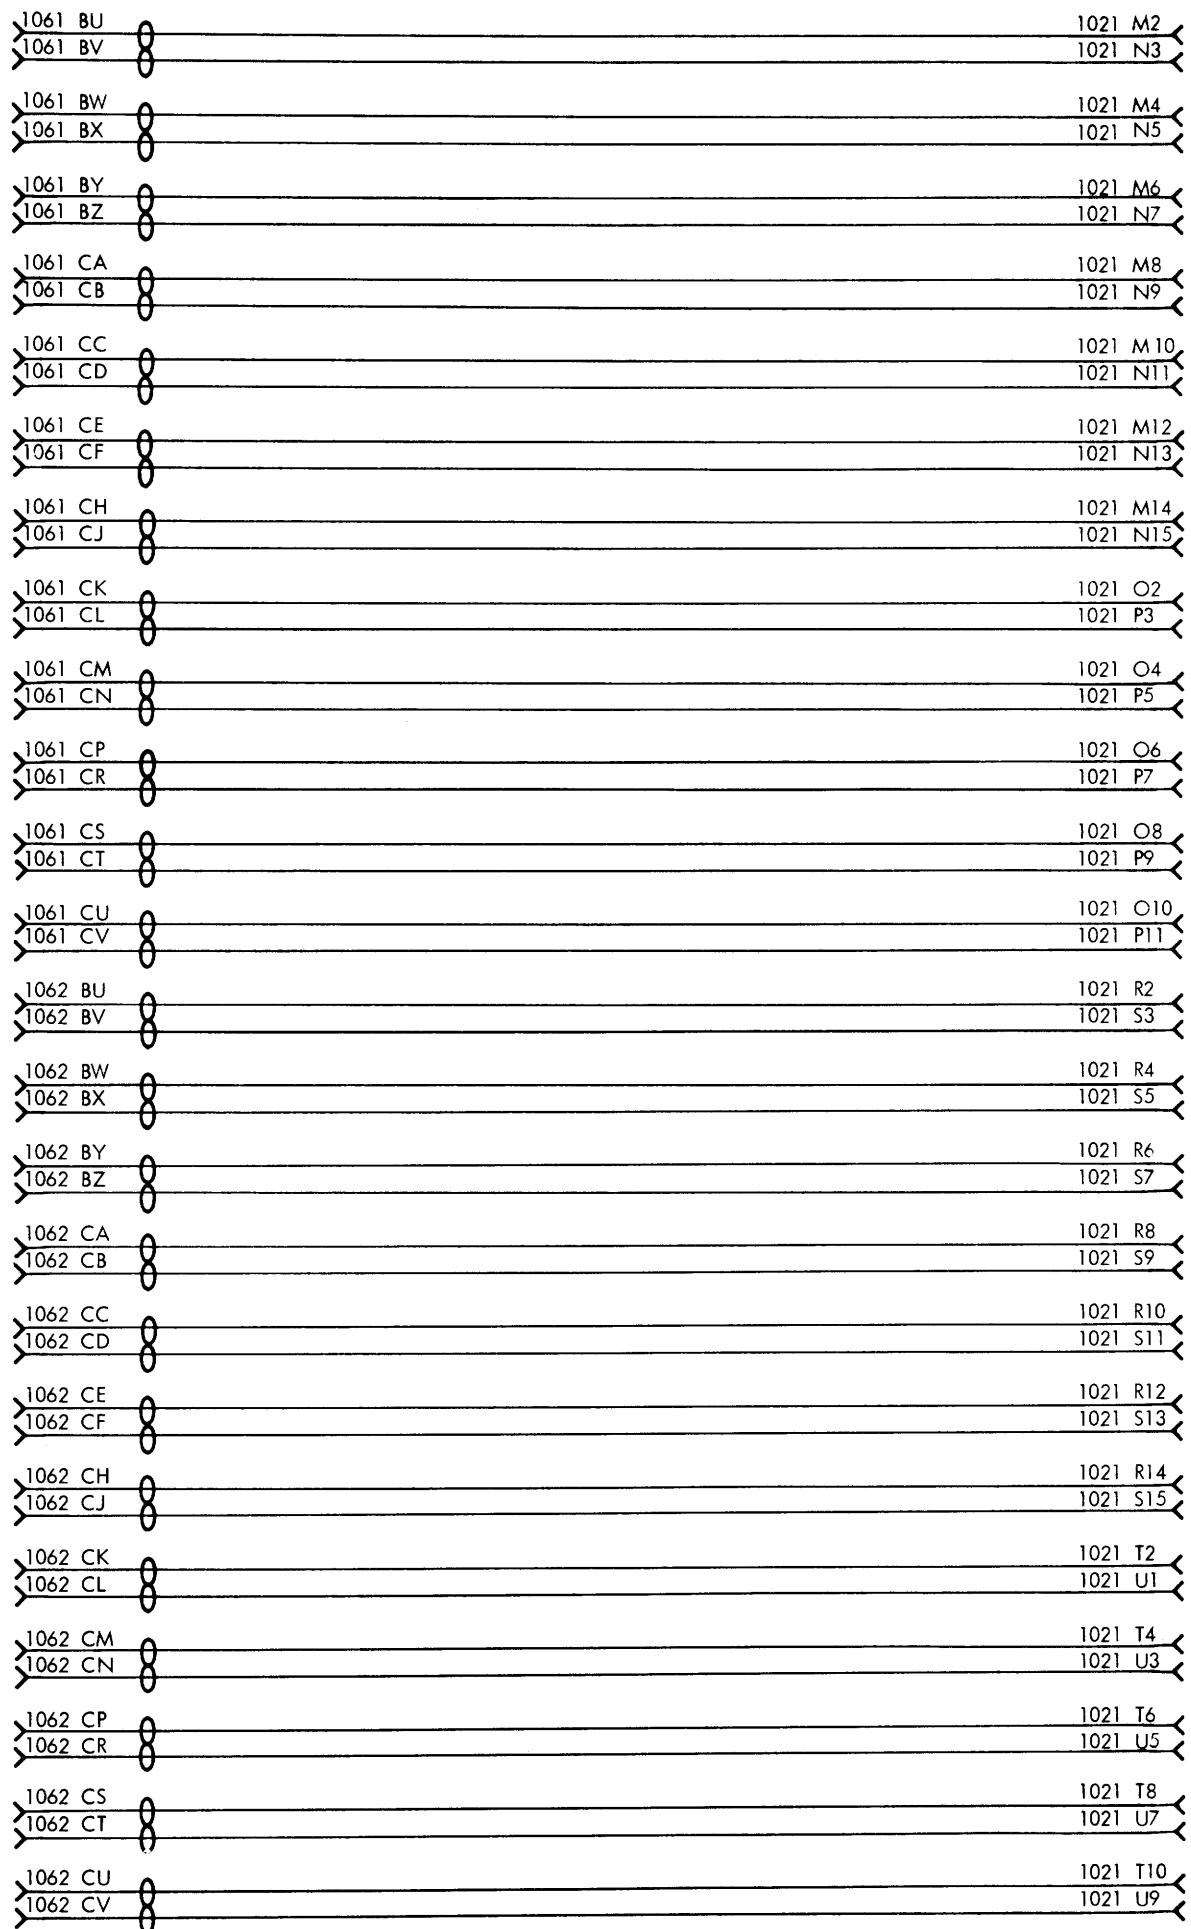 1061 BU 1021 M2
1061 BV 1021 N3
1061 BW 1021 M4
1061 BX 1021 N5
1061 BY 1021 M6
1061 BZ 1021 N7
1061 CA 1021 M8
1061 CB 1021 N9
1061 CC 1021 M10
1061 CD 1021 N11
1061 CE 1021 M12
1061 CF 1021 N13
1061 CH 1021 M14
1061 CJ 1021 N15
1061 CK 1021 O2
1061 CL 1021 P3
1061 CM 1021 O4
1061 CN 1021 P5
1061 CP 1021 O6
1061 CR 1021 P7
1061 CS 1021 O8
1061 CT 1021 P9
1061 CU 1021 O10
1061 CV 1021 P11
1062 BU 1021 R2
1062 BV 1021 S3
1062 BW 1021 R4
1062 BX 1021 S5
1062 BY 1021 R6
1062 BZ 1021 S7
1062 CA 1021 R8
1062 CB 1021 S9
1062 CC 1021 R10
1062 CD 1021 S11
1062 CE 1021 R12
1062 CF 1021 S13
1062 CH 1021 R14
1062 CJ 1021 S15
1062 CK 1021 T2
1062 CL 1021 U1
1062 CM 1021 T4
1062 CN 1021 U3
1062 CP 1021 T6
1062 CR 1021 U5
1062 CS 1021 T8
1062 CT 1021 U7
1062 CU 1021 T10
1062 CV 1021 U9